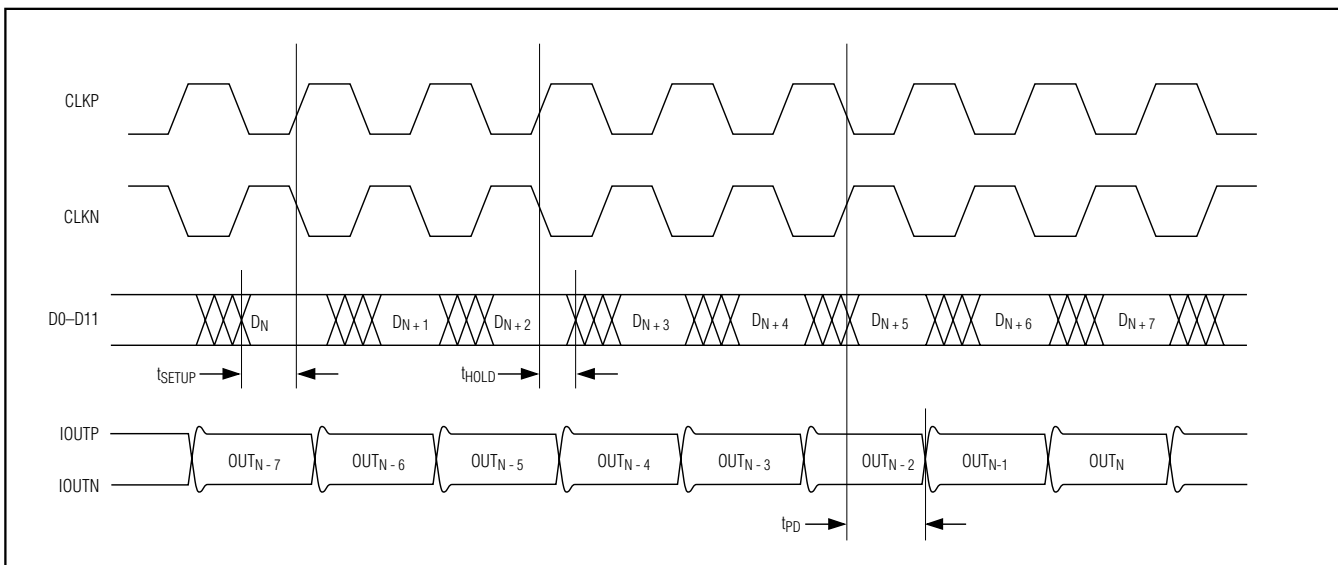 CLKP
CLKN
D0–D11
DN DN + 1 DN + 2 DN + 3 DN + 4 DN + 5 DN + 6 DN + 7
tSETUP tHOLD
IOUTP
OUTN - 7 OUTN - 6 OUTN - 5 OUTN - 4 OUTN - 3 OUTN - 2 OUTN-1 OUTN
IOUTN
tPD